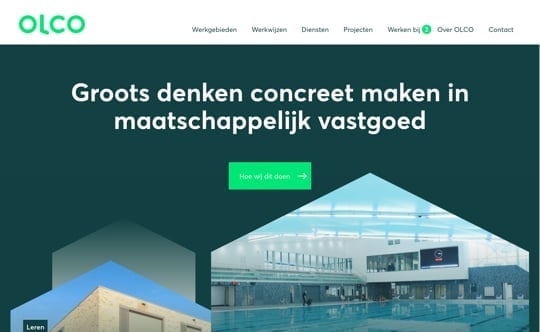 OLCO
Werkgebieden Werkwijzen Diensten Projecten Werken bij 2 Over OLCO Contact
Groots denken concreet maken in
maatschappelijk vastgoed
Hoe wij dit doen
Leren